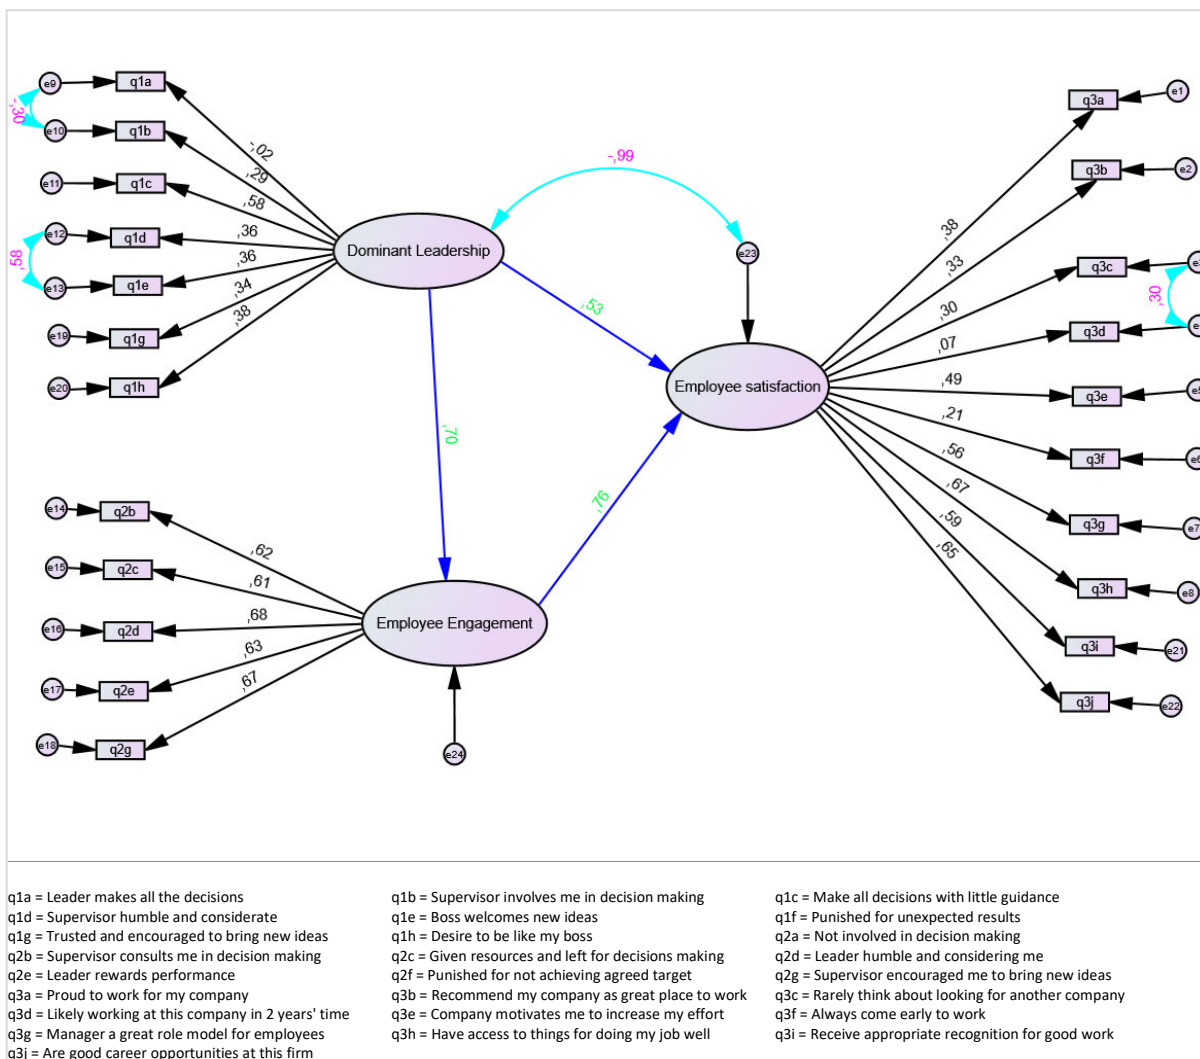 e9 q1a
-,30
e10 q1b
e11 q1c
e12 q1d
,58
e13 q1e
e19 q1g
e20 q1h
-,02
,29
,58
,36
,36
,34
,38
Dominant Leadership
-,99
e23
,53
,70
,76
Employee satisfaction
e14 q2b
e15 q2c
e16 q2d
e17 q2e
e18 q2g
,62
,61
,68
,63
,67
Employee Engagement
e24
,38
,33
,30
,07
,49
,21
,56
,67
,59
,65
q3a e1
q3b e2
q3c
,30
q3d
q3e e5
q3f e6
q3g e7
q3h e8
q3i e21
q3j e22
q1a = Leader makes all the decisions q1b = Supervisor involves me in decision making q1c = Make all decisions with little guidance
q1d = Supervisor humble and considerate q1e = Boss welcomes new ideas q1f = Punished for unexpected results
q1g = Trusted and encouraged to bring new ideas q1h = Desire to be like my boss q2a = Not involved in decision making
q2b = Supervisor consults me in decision making q2c = Given resources and left for decisions making q2d = Leader humble and considering me
q2e = Leader rewards performance q2f = Punished for not achieving agreed target q2g = Supervisor encouraged me to bring new ideas
q3a = Proud to work for my company q3b = Recommend my company as great place to work q3c = Rarely think about looking for another company
q3d = Likely working at this company in 2 years' time q3e = Company motivates me to increase my effort q3f = Always come early to work
q3g = Manager a great role model for employees q3h = Have access to things for doing my job well q3i = Receive appropriate recognition for good work
q3j = Are good career opportunities at this firm